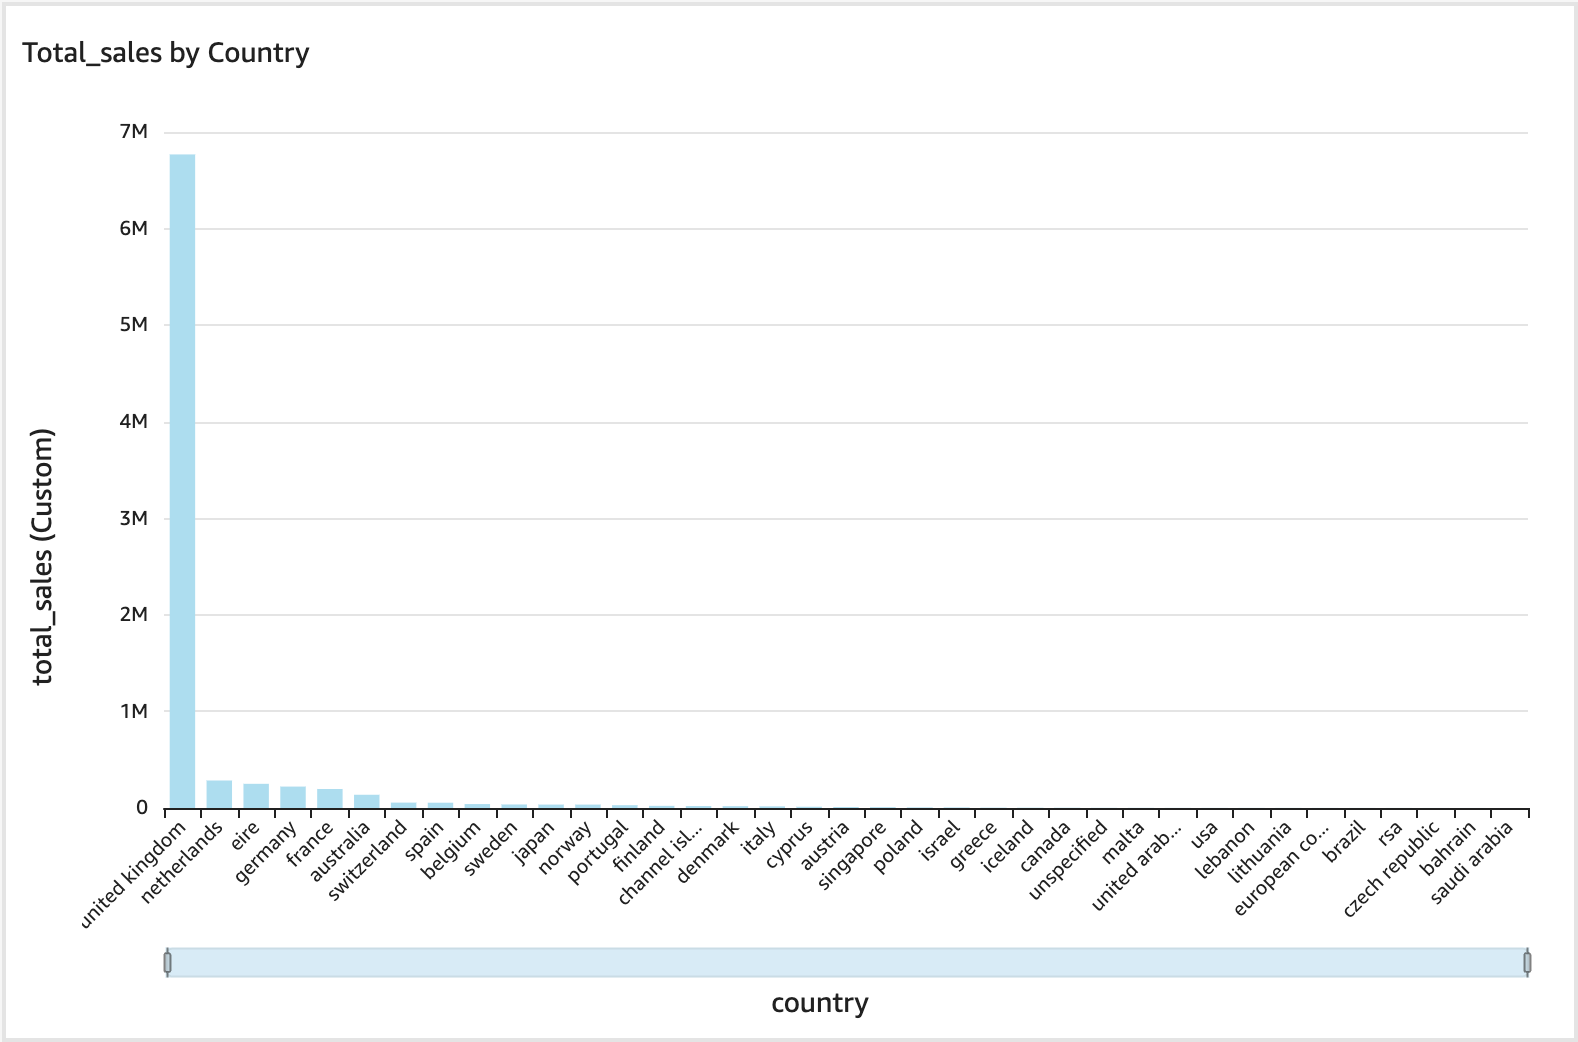 Total_sales by Country
7M
6M
5M
4M
3M
2M
1M
0
total_sales (Custom)
united kingdom
netherlands
eire
germany
france
australia
switzerland
spain
belgium
sweden
japan
norway
portugal
finland
channel isl...
denmark
italy
cyprus
austria
singapore
poland
israel
greece
iceland
canada
unspecified
malta
united arab...
usa
lebanon
lithuania
european co...
brazil
rsa
czech republic
bahrain
saudi arabia
country